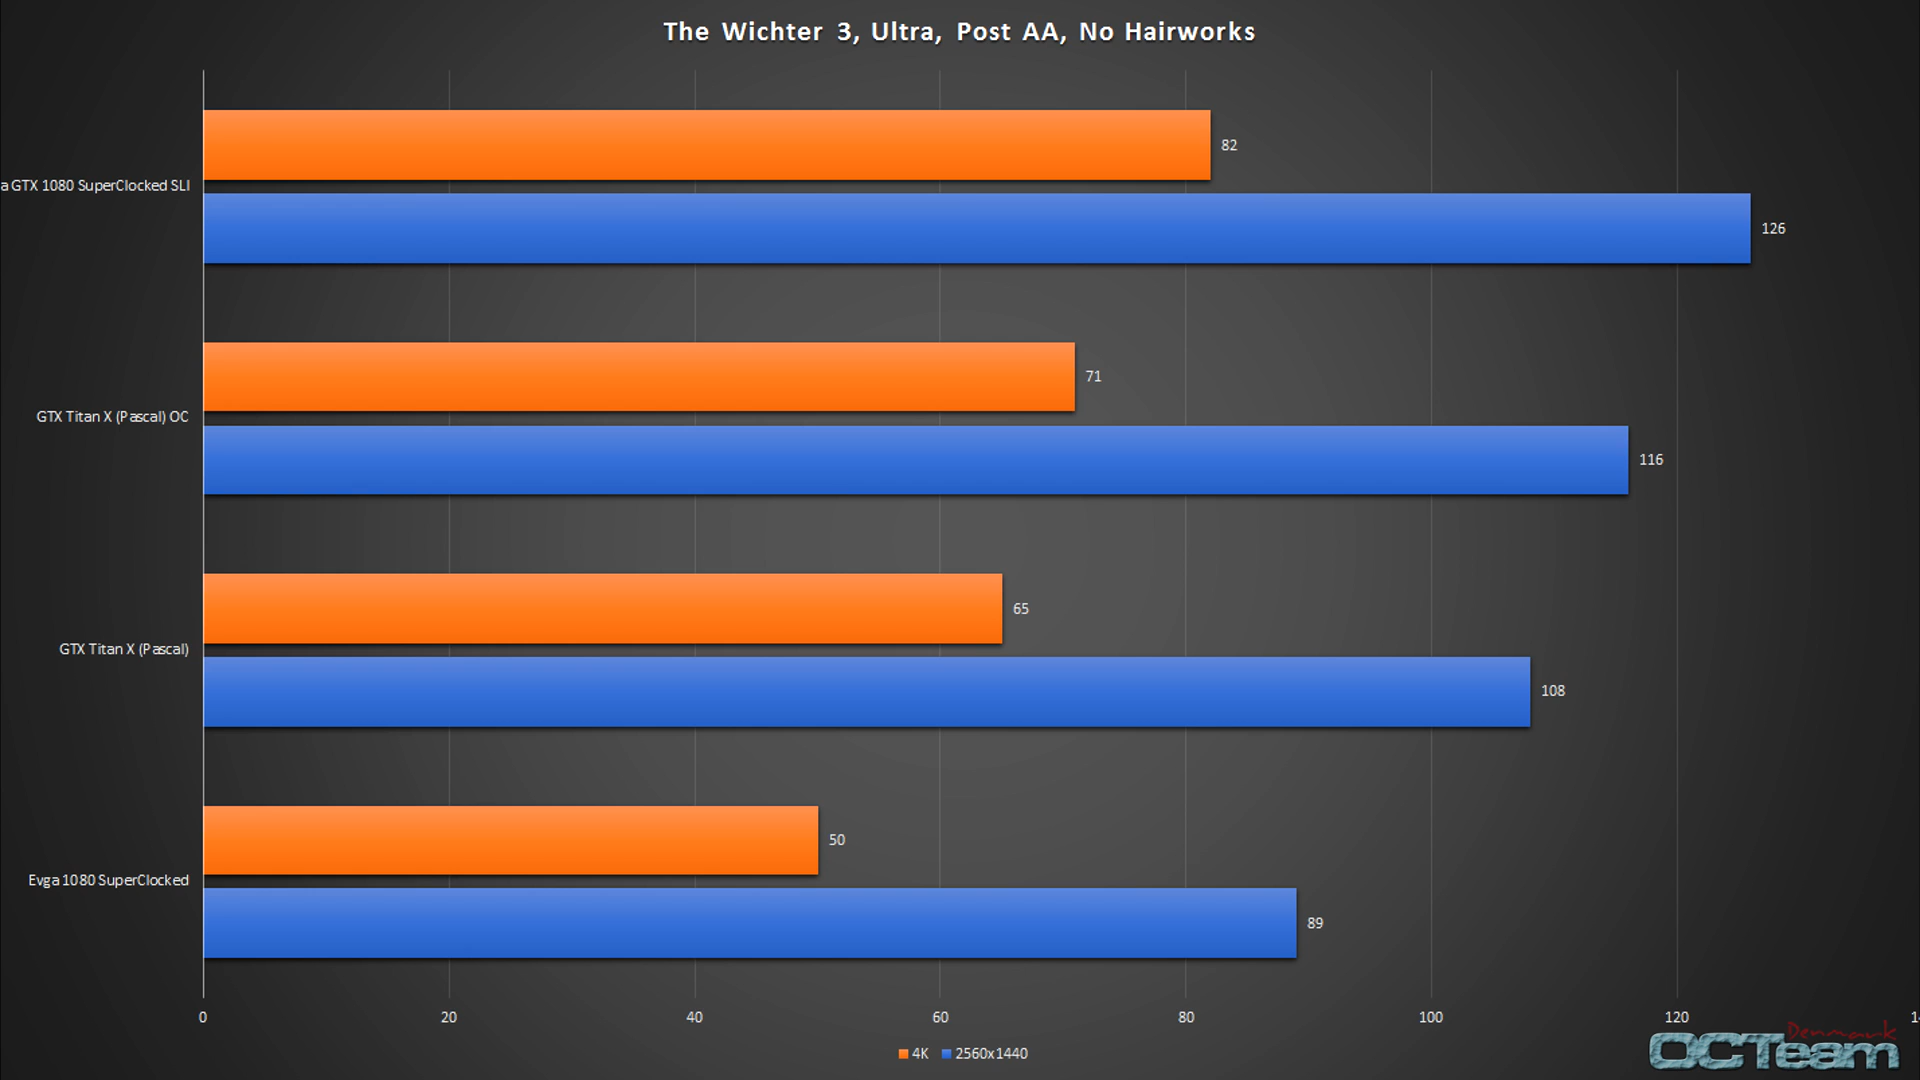 The Wichter 3, Ultra, Post AA, No Hairworks
82
a GTX 1080 SuperClocked SLI
126
71
GTX Titan X (Pascal) OC
116
65
GTX Titan X (Pascal)
108
50
Evga 1080 SuperClocked
89
0 20 40 60 80 100 120
4K 2560x1440
Denmark
OCTeam